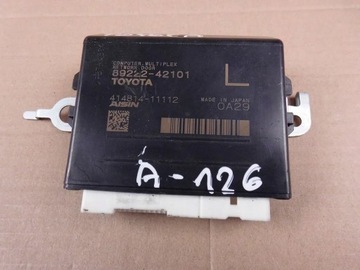 COMPUTER, MULTIPLEX
NETWORK DOOR
89222-42101
TOYOTA
L
414814-11112
AISIN
MADE IN JAPAN
0A29
A-126